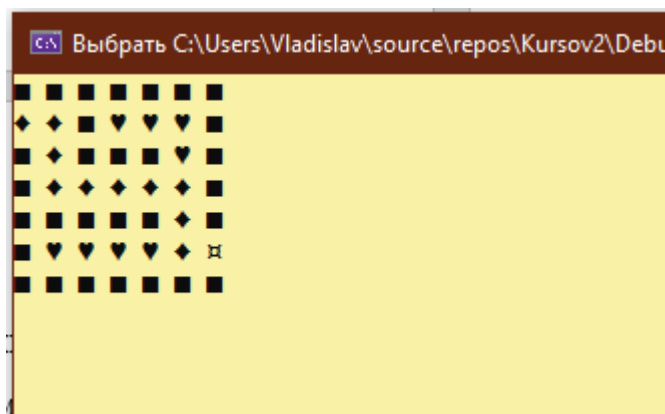 Выбрать C:\Users\Vladislav\source\repos\Kursov2\Debu
■ ■ ■ ■ ■ ■ ■
♦ ♦ ■ ♥ ♥ ♥ ■
■ ♦ ■ ■ ■ ♥ ■
■ ♦ ♦ ♦ ♦ ♦ ■
■ ■ ■ ■ ■ ♦ ■
■ ♥ ♥ ♥ ♥ ♦ ¤
■ ■ ■ ■ ■ ■ ■